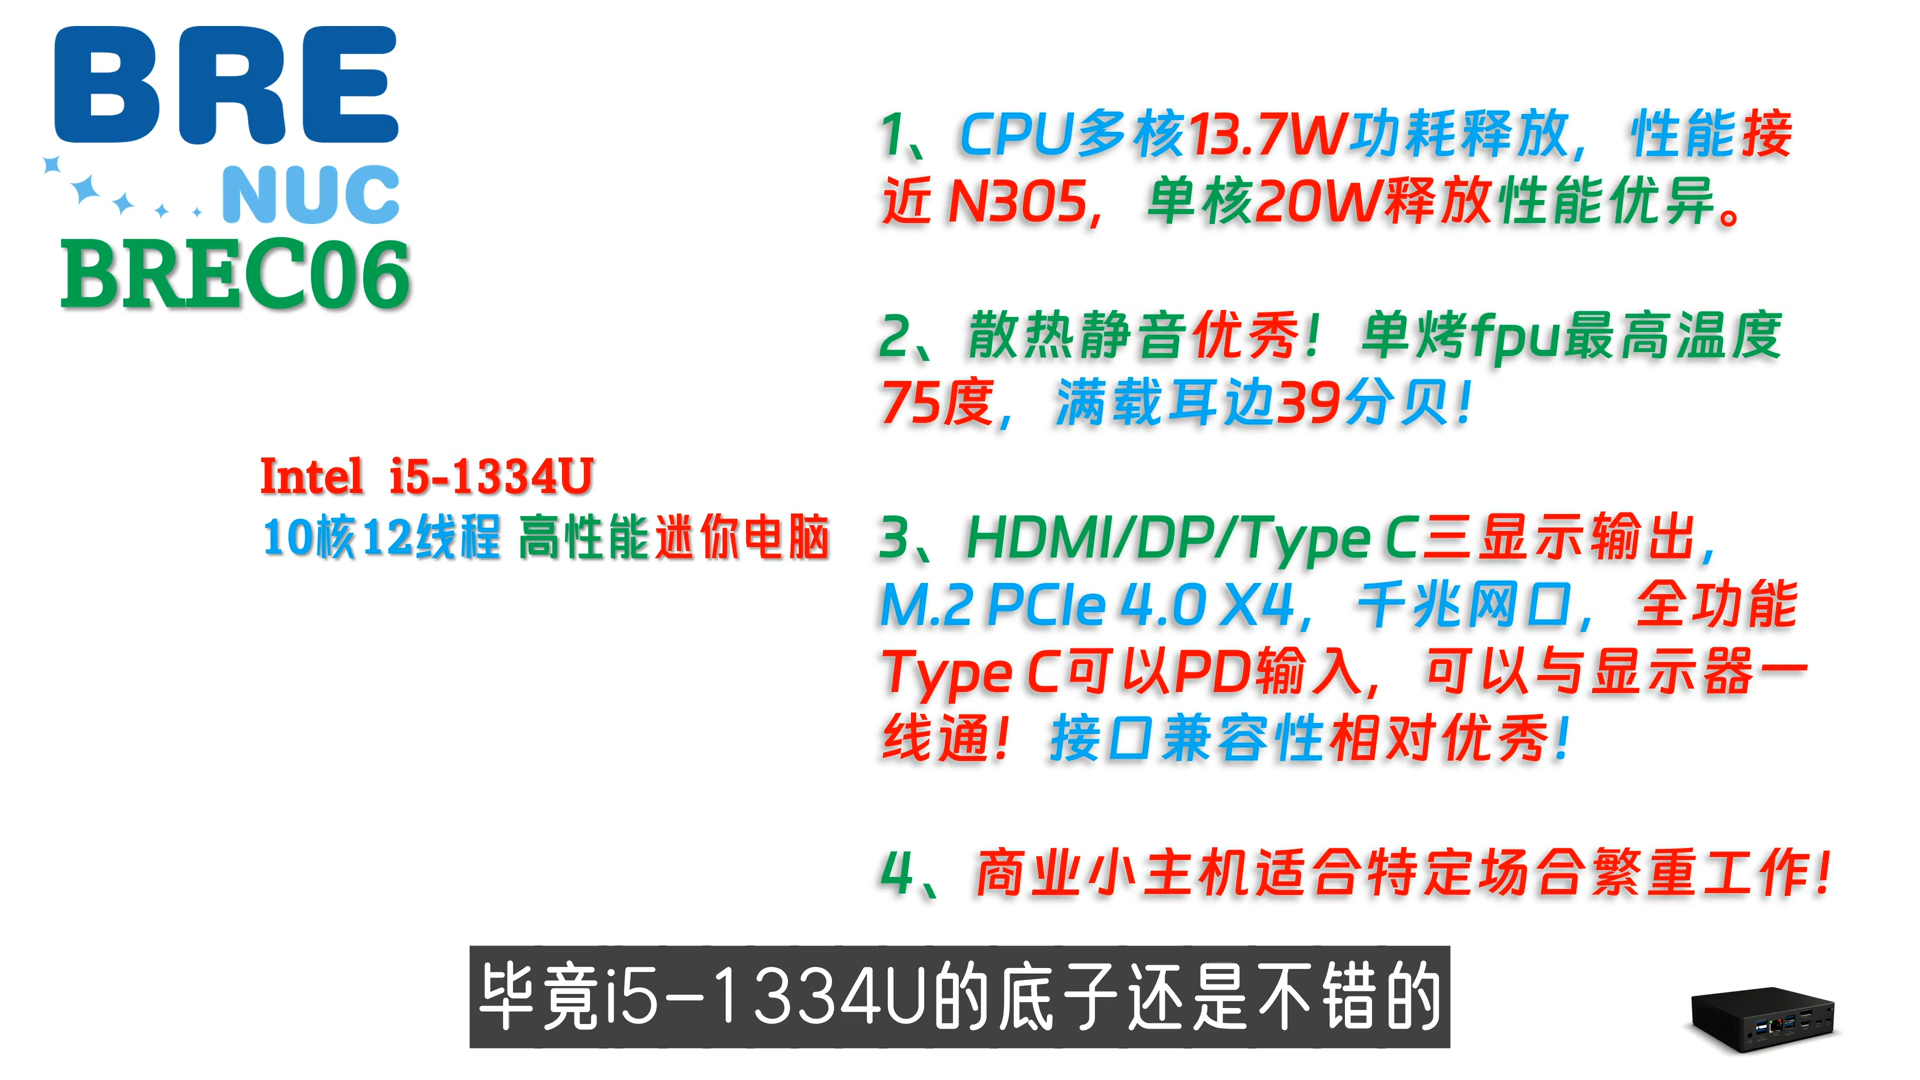 BRE
NUC
BREC06
Intel i5-1334U
10核12线程 高性能迷你电脑
1、CPU多核13.7W功耗释放，性能接
近 N305，单核20W释放性能优异。
2、散热静音优秀！单烤fpu最高温度
75度，满载耳边39分贝！
3、HDMI/DP/Type C三显示输出，
M.2 PCIe 4.0 X4，千兆网口，全功能
Type C可以PD输入，可以与显示器一
线通！接口兼容性相对优秀！
4、商业小主机适合特定场合繁重工作！
毕竟i5-1334U的底子还是不错的